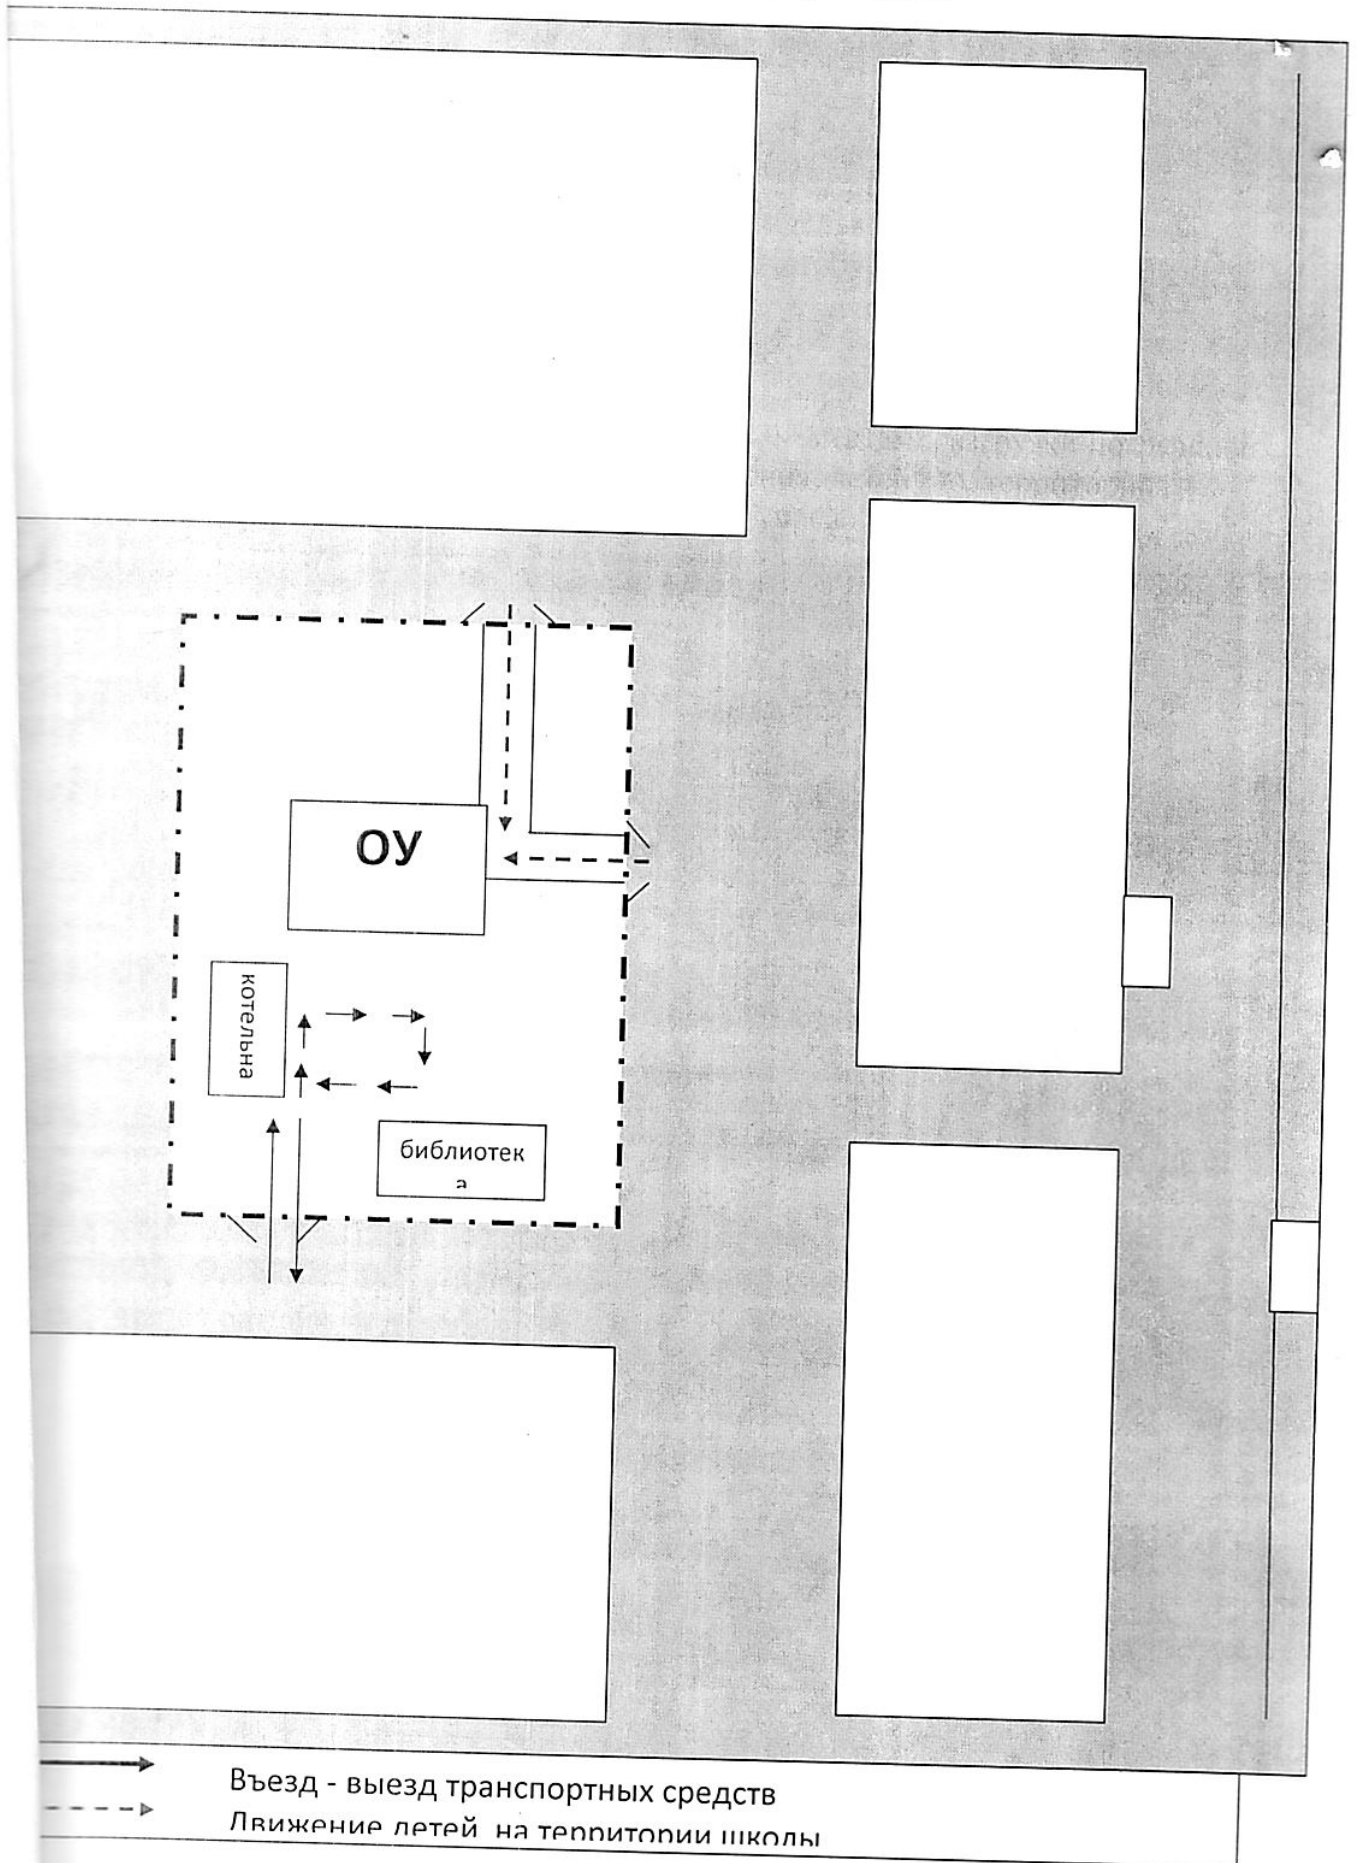 ОУ
котельна
библиотек
а
Въезд - выезд транспортных средств
Движение детей на территории школы